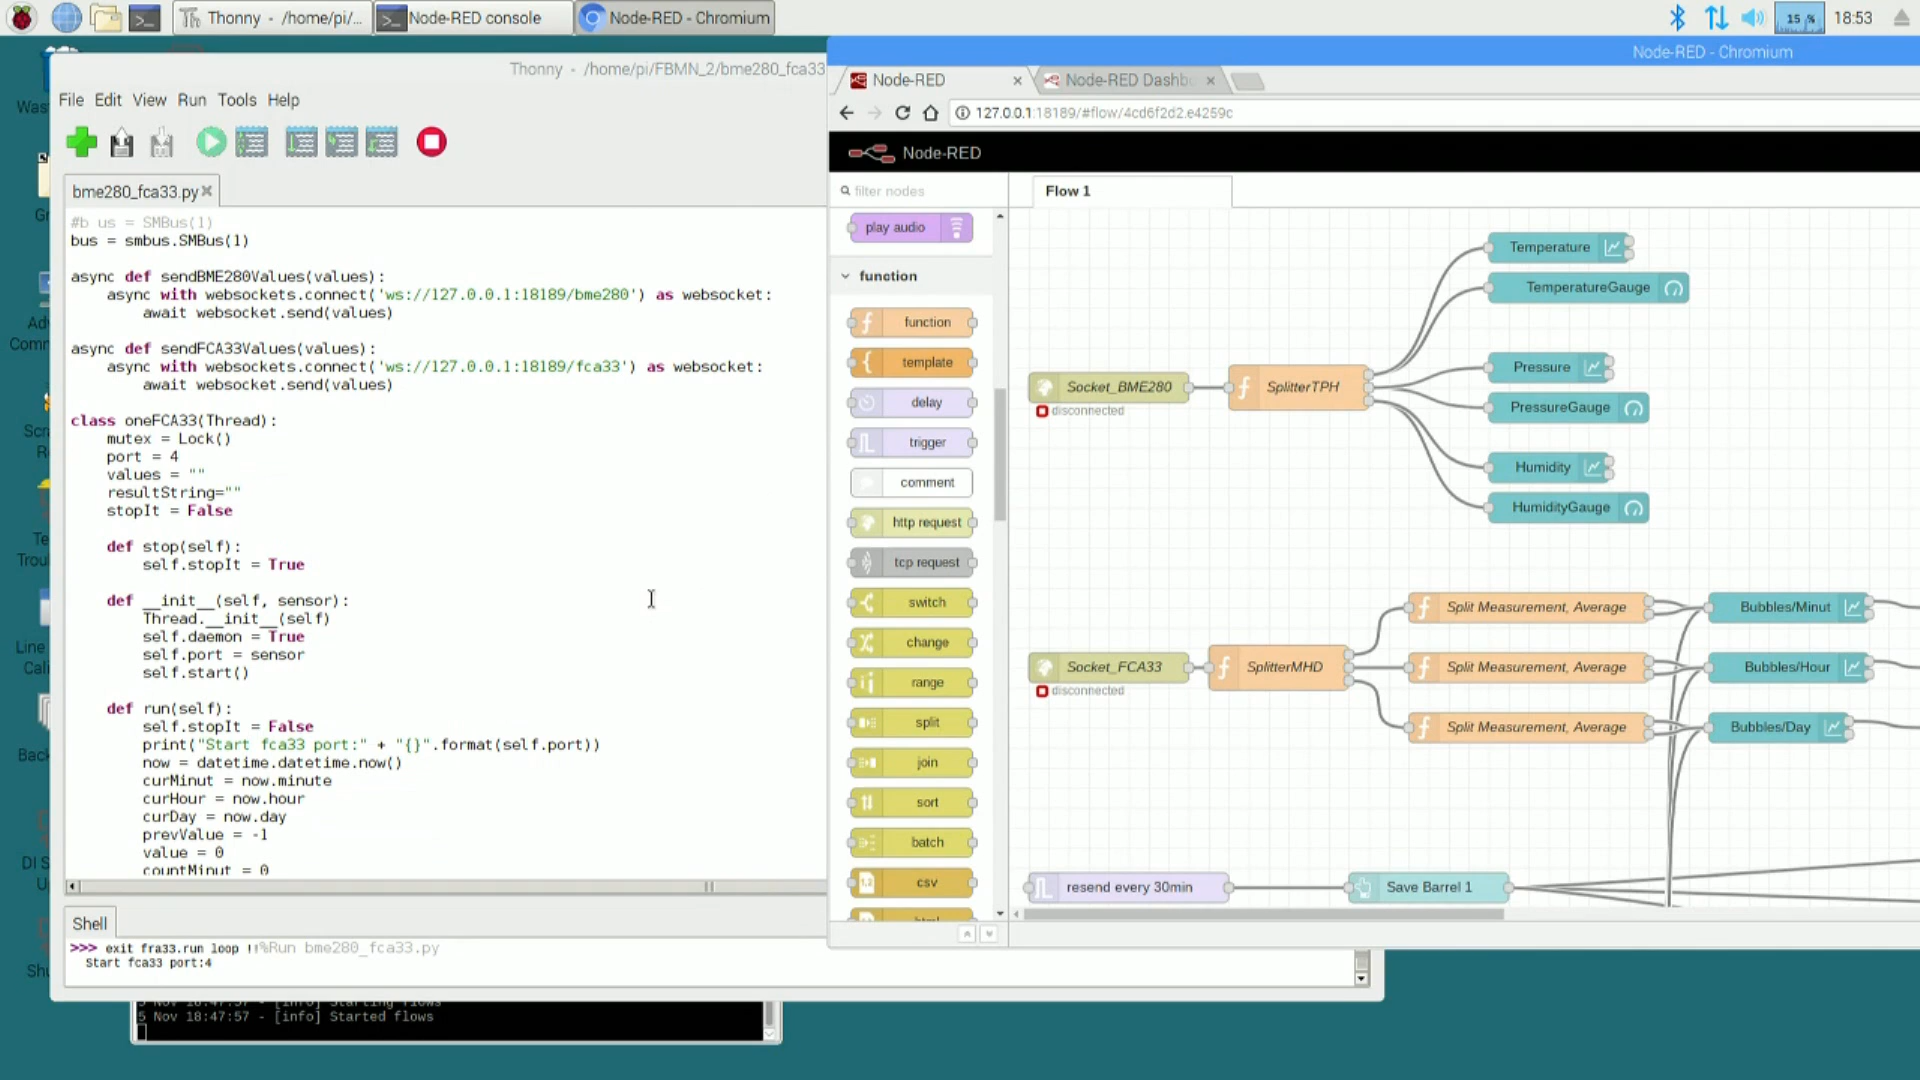 Thonny - /home/pi/...
Node-RED console
Node-RED - Chromium
15 %
18:53
Thonny - /home/pi/FBMN_2/bme280_fca33
File Edit View Run Tools Help
bme280_fca33.py
#b us = SMBus(1)
bus = smbus.SMBus(1)
async def sendBME280Values(values):
async with websockets.connect('ws://127.0.0.1:18189/bme280') as websocket:
await websocket.send(values)
async def sendFCA33Values(values):
async with websockets.connect('ws://127.0.0.1:18189/fca33') as websocket:
await websocket.send(values)
class oneFCA33(Thread):
mutex = Lock()
port = 4
values = ""
resultString=""
stopIt = False
def stop(self):
self.stopIt = True
def __init__(self, sensor):
Thread.__init__(self)
self.daemon = True
self.port = sensor
self.start()
def run(self):
self.stopIt = False
print("Start fca33 port:" + "{}".format(self.port))
now = datetime.datetime.now()
curMinut = now.minute
curHour = now.hour
curDay = now.day
prevValue = -1
value = 0
countMinut = 0
Shell
>>> exit fra33.run loop !!%Run bme280_fca33.py
Start fca33 port:4
5 Nov 18:47:57 - [info] Starting flows
5 Nov 18:47:57 - [info] Started flows
Node-RED - Chromium
Node-RED
Node-RED Dashbo
127.0.0.1:18189/#flow/4cd6f2d2.e4259c
Node-RED
filter nodes
play audio
function
function
template
delay
trigger
comment
http request
tcp request
switch
change
range
split
join
sort
batch
csv
html
Flow 1
Temperature
TemperatureGauge
Pressure
Socket_BME280
SplitterTPH
disconnected
PressureGauge
Humidity
HumidityGauge
Split Measurement, Average
Bubbles/Minut
Socket_FCA33
SplitterMHD
Split Measurement, Average
Bubbles/Hour
disconnected
Split Measurement, Average
Bubbles/Day
resend every 30min
Save Barrel 1